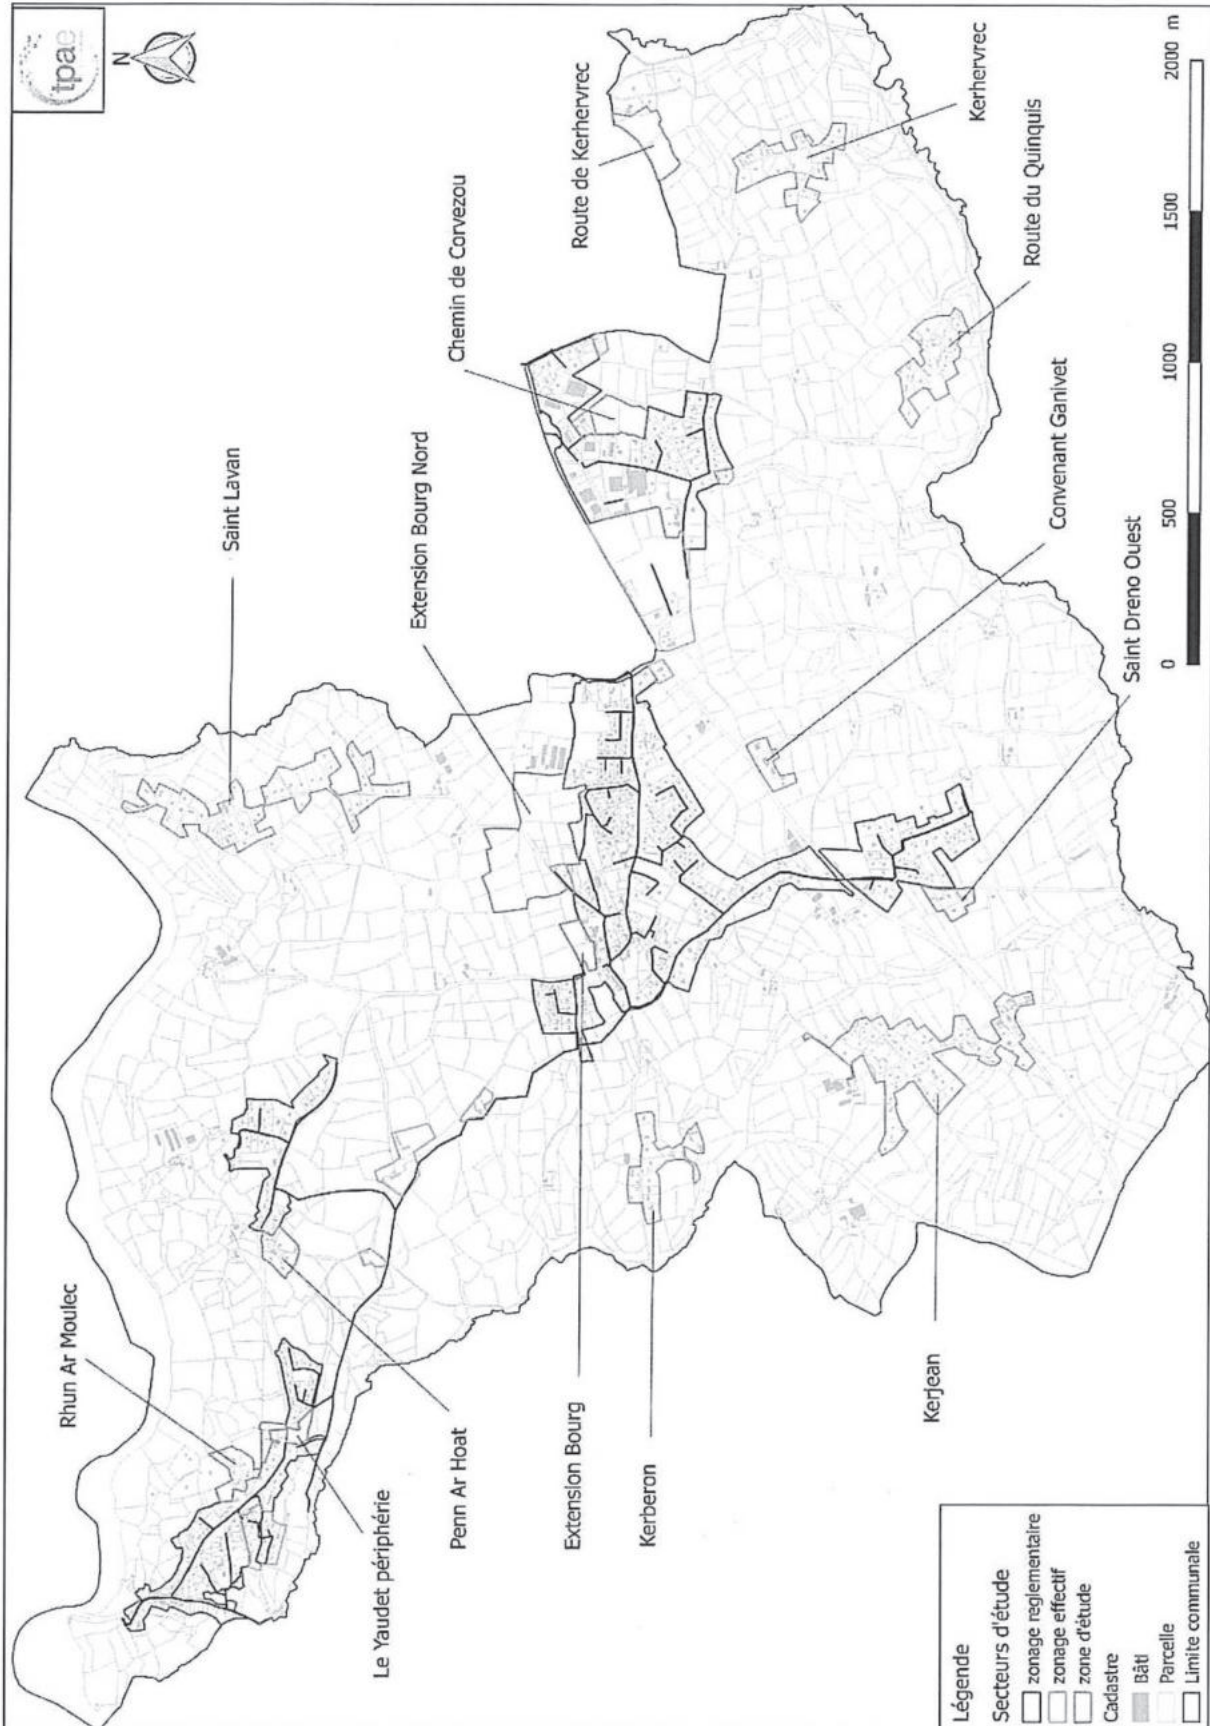 tpae
N
Rhun Ar Moulec
Saint Lavan
Extension Bourg Nord
Chemin de Corvezou
Route de Kerhervrec
Kerhervrec
Route du Quinquis
Convenant Ganivet
Saint Dreno Ouest
Le Yaudet périphérie
Penn Ar Hoat
Extension Bourg
Kerberon
Kerjean
Légende
Secteurs d'étude
zonage reglementaire
zonage effectif
zone d'étude
Cadastre
Bâti
Parcelle
Limite communale
0 500 1000 1500 2000 m